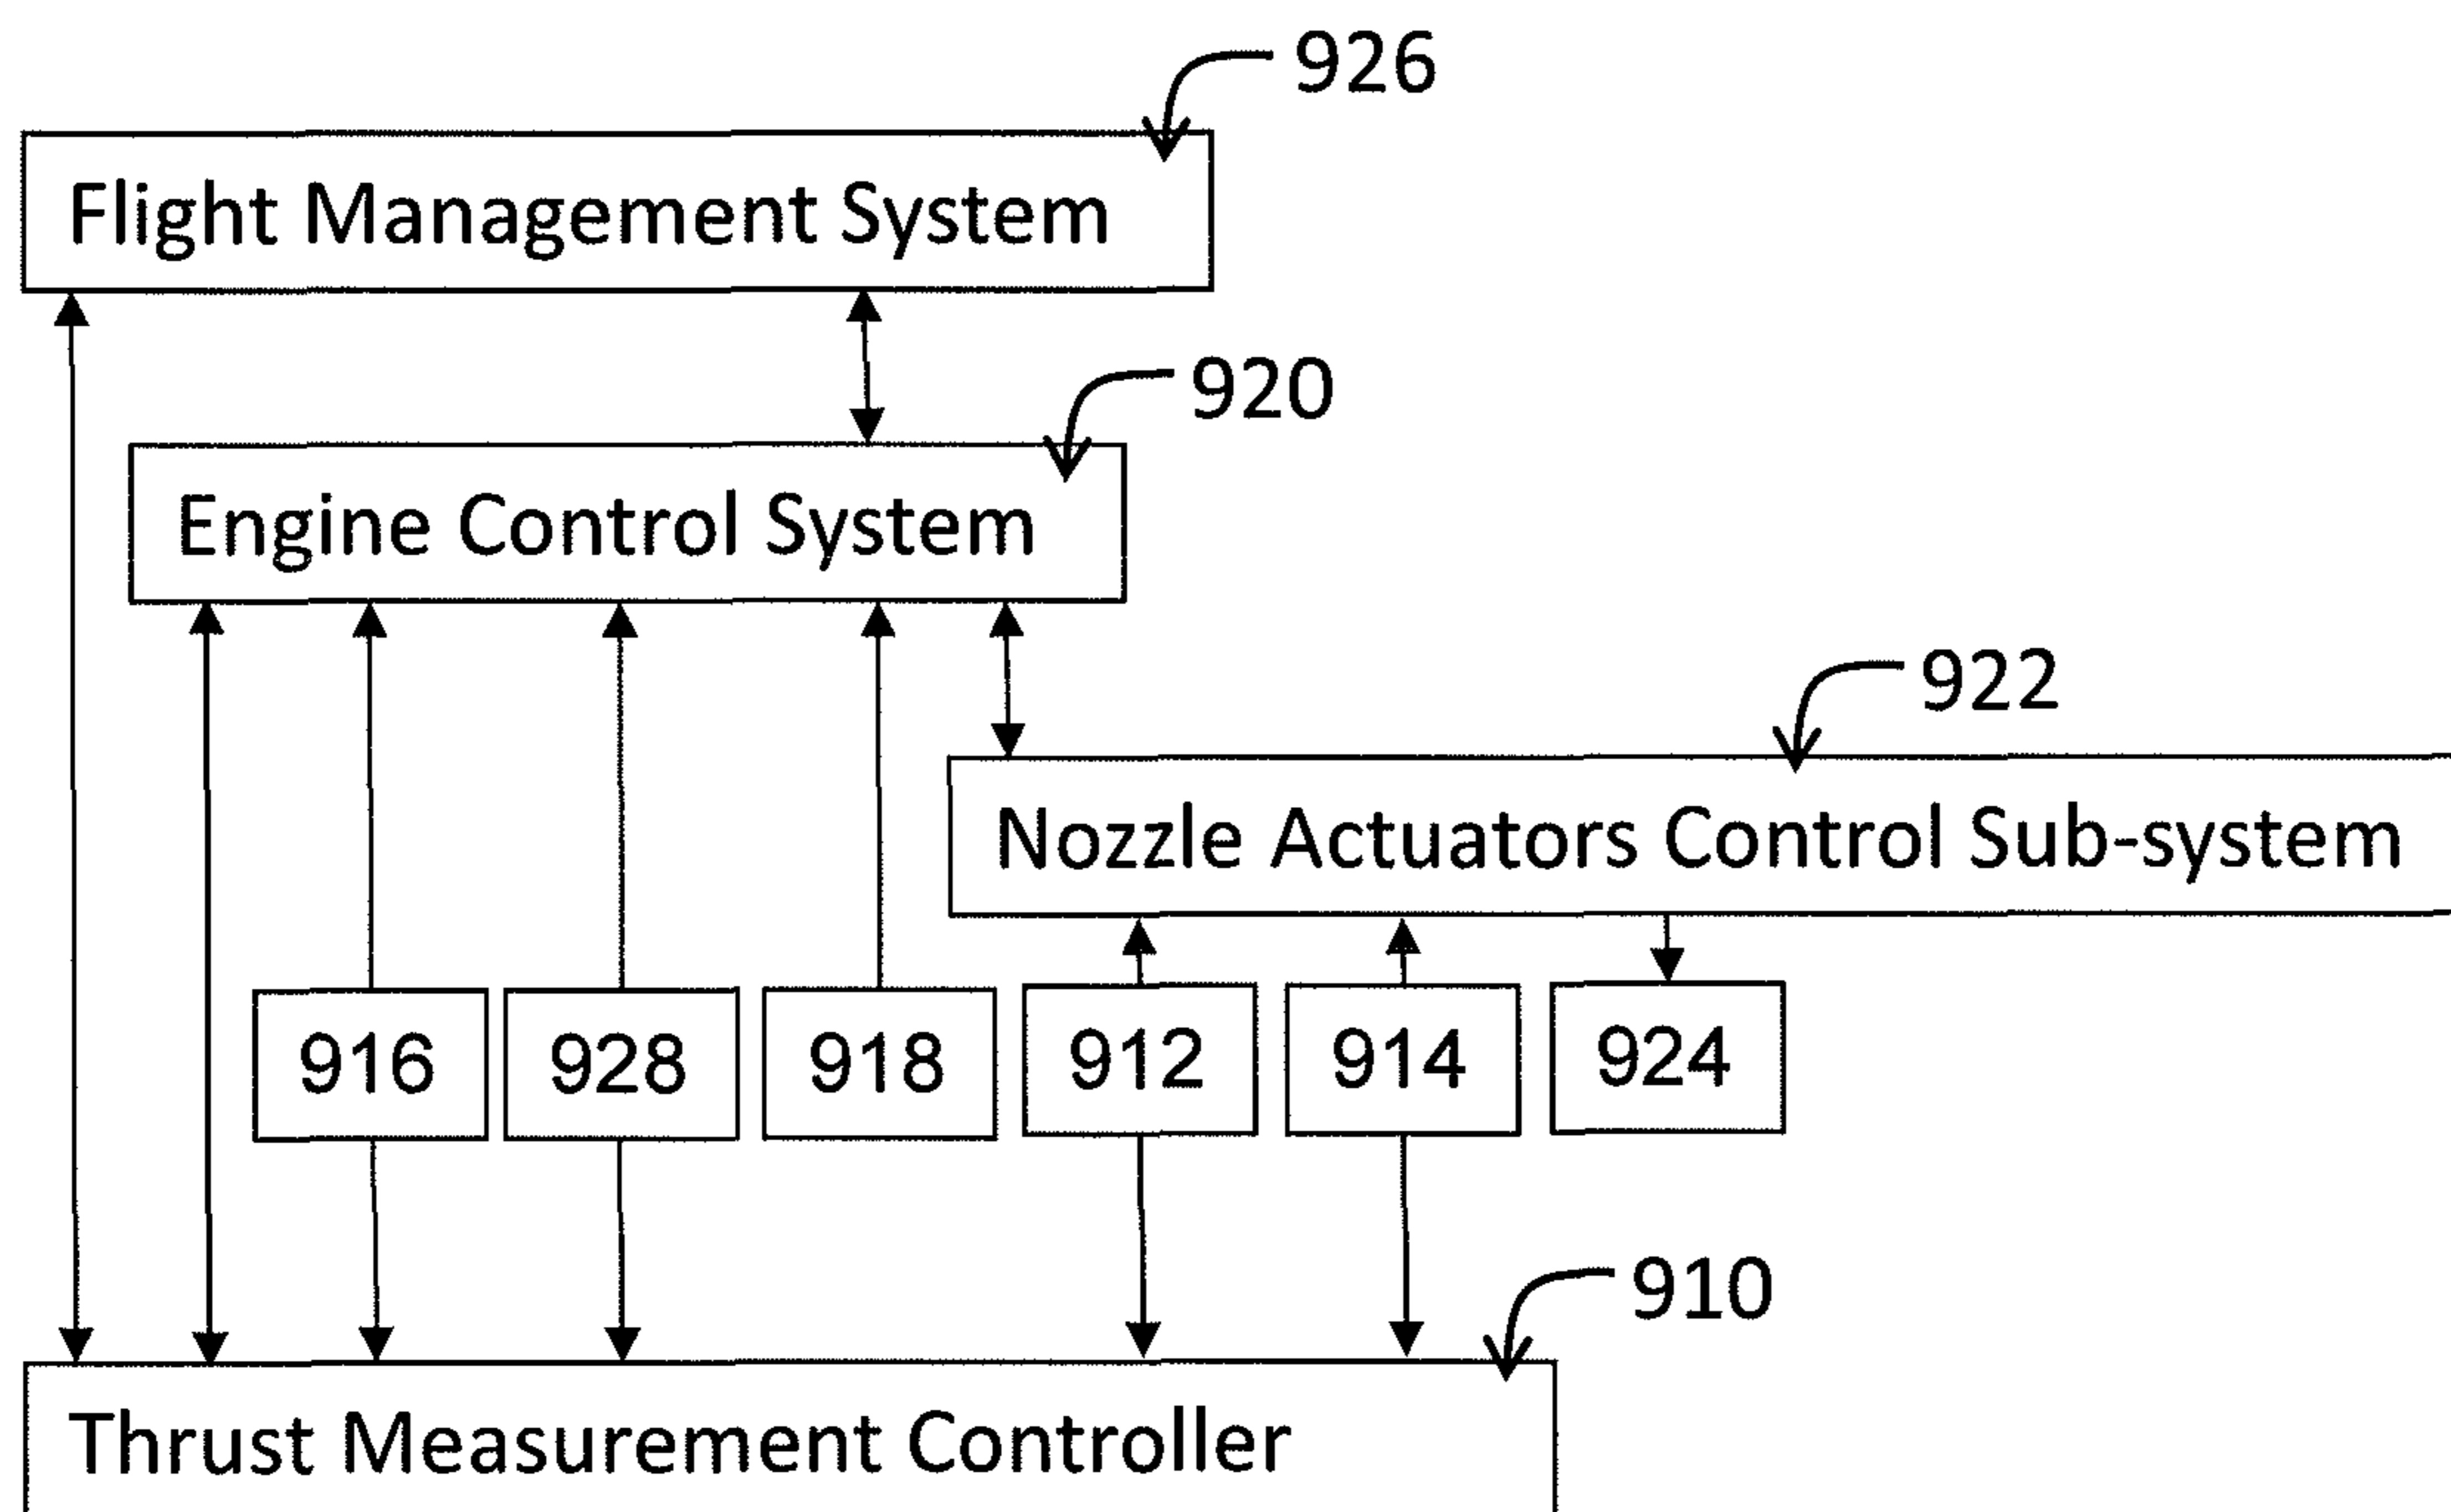 926
Flight Management System
920
Engine Control System
922
Nozzle Actuators Control Sub-system
916
928
918
912
914
924
910
Thrust Measurement Controller